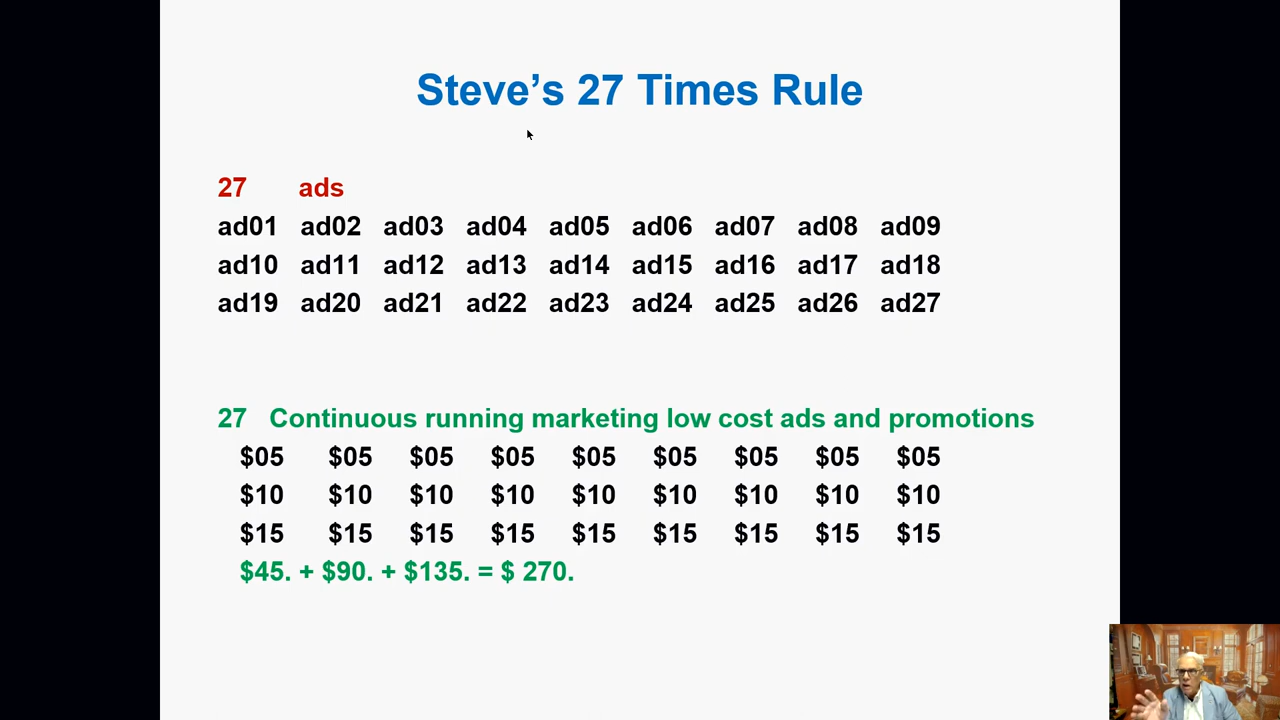 Steve’s 27 Times Rule
27 ads
ad01 ad02 ad03 ad04 ad05 ad06 ad07 ad08 ad09
ad10 ad11 ad12 ad13 ad14 ad15 ad16 ad17 ad18
ad19 ad20 ad21 ad22 ad23 ad24 ad25 ad26 ad27
27 Continuous running marketing low cost ads and promotions
$05 $05 $05 $05 $05 $05 $05 $05 $05
$10 $10 $10 $10 $10 $10 $10 $10 $10
$15 $15 $15 $15 $15 $15 $15 $15 $15
$45. + $90. + $135. = $ 270.